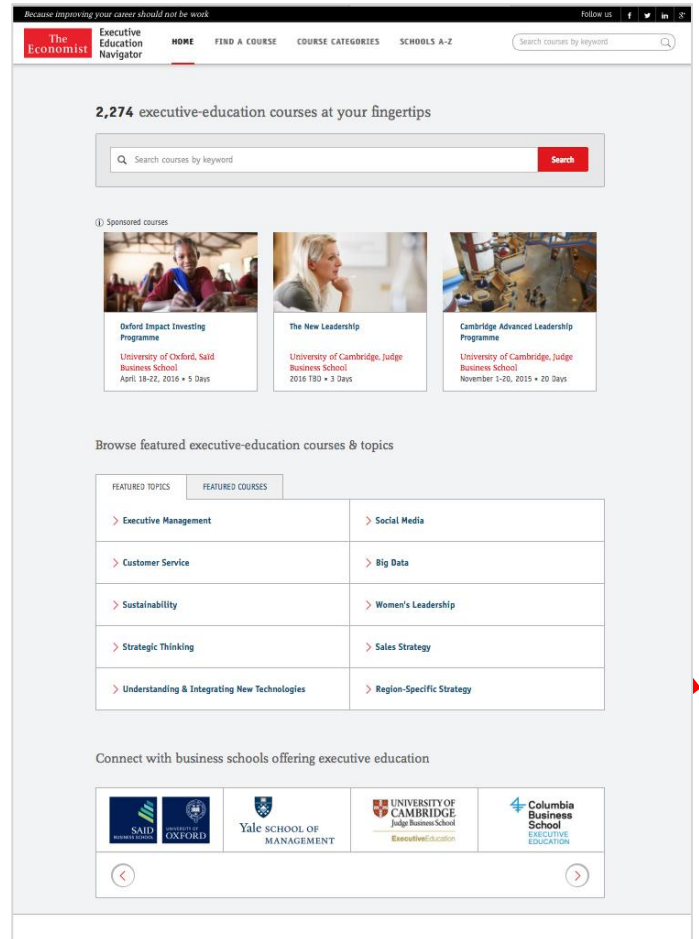 Because improving your career should not be work
Follow us
The Economist
Executive Education Navigator
HOME
FIND A COURSE
COURSE CATEGORIES
SCHOOLS A-Z
Search courses by keyword
2,274 executive-education courses at your fingertips
Search courses by keyword
Search
Sponsored courses
Oxford Impact Investing
Programme
University of Oxford, Saïd
Business School
April 18-22, 2016 • 5 Days
The New Leadership
University of Cambridge, Judge
Business School
2016 TBD • 3 Days
Cambridge Advanced Leadership
Programme
University of Cambridge, Judge
Business School
November 1-20, 2015 • 20 Days
Browse featured executive-education courses & topics
FEATURED TOPICS
FEATURED COURSES
Executive Management
Social Media
Customer Service
Big Data
Sustainability
Women's Leadership
Strategic Thinking
Sales Strategy
Understanding & Integrating New Technologies
Region-Specific Strategy
Connect with business schools offering executive education
SAID
BUSINESS SCHOOL
UNIVERSITY OF
OXFORD
Yale SCHOOL OF
MANAGEMENT
UNIVERSITY OF
CAMBRIDGE
Judge Business School
ExecutiveEducation
Columbia
Business
School
EXECUTIVE
EDUCATION